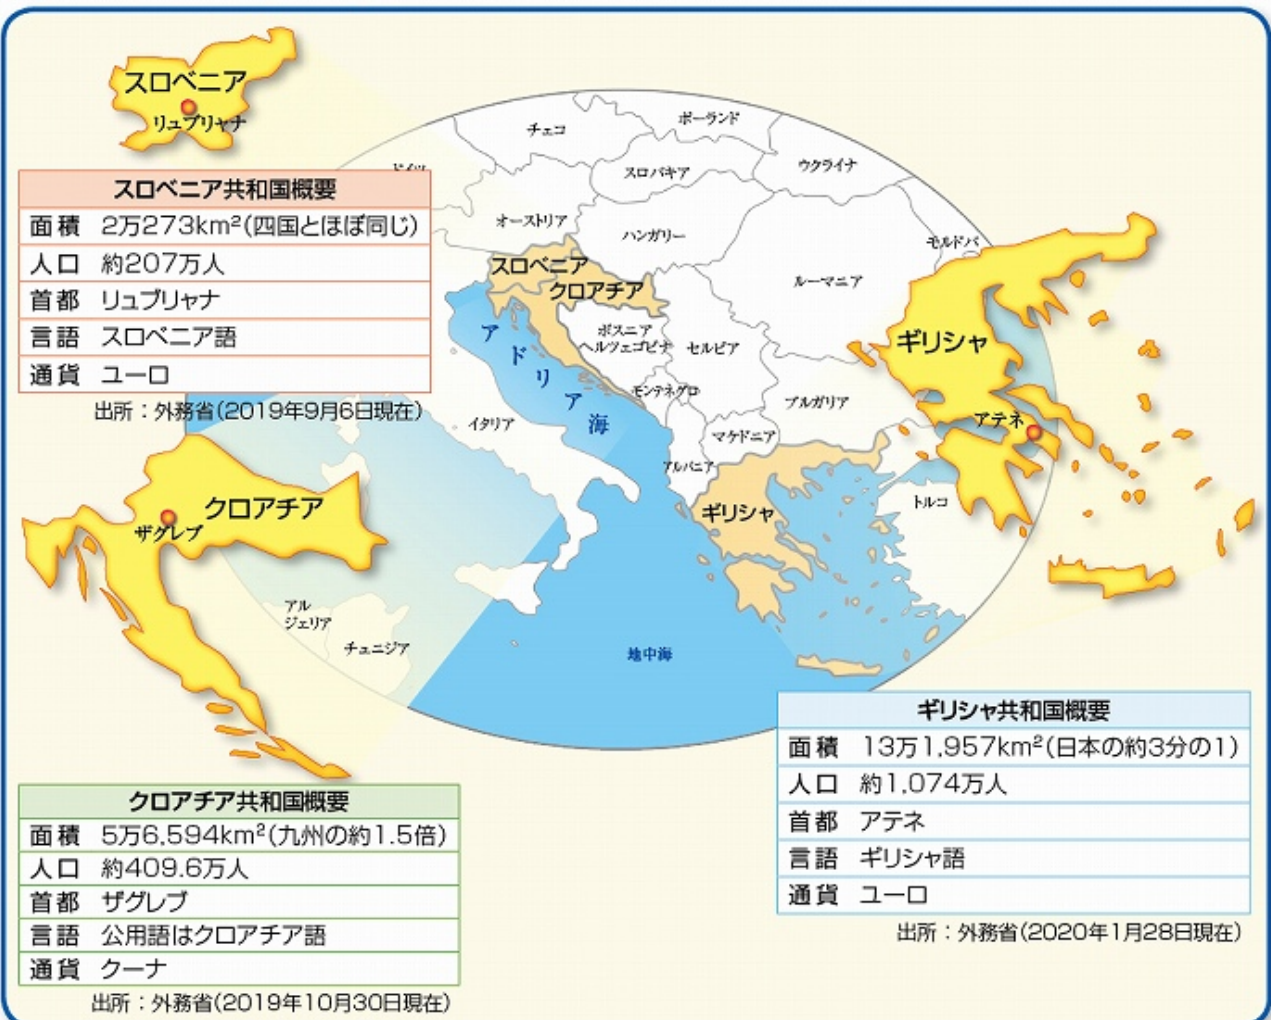 スロベニア
リュブリャナ
スロベニア共和国概要
面積 2万273km²(四国とほぼ同じ)
人口 約207万人
首都 リュブリャナ
言語 スロベニア語
通貨 ユーロ
出所：外務省(2019年9月6日現在)
チェコ
ポーランド
ドイツ
スロバキア
ウクライナ
オーストリア
ハンガリー
モルドバ
スロベニア
クロアチア
ルーマニア
ボスニア
ヘルツェゴビナ
セルビア
アドリア海
モンテネグロ
ブルガリア
イタリア
マケドニア
アルバニア
ギリシャ
トルコ
アル
ジェリア
チュニジア
地中海
ギリシャ
アテネ
クロアチア
ザグレブ
クロアチア共和国概要
面積 5万6,594km²(九州の約1.5倍)
人口 約409.6万人
首都 ザグレブ
言語 公用語はクロアチア語
通貨 クーナ
出所：外務省(2019年10月30日現在)
ギリシャ共和国概要
面積 13万1,957km²(日本の約3分の1)
人口 約1,074万人
首都 アテネ
言語 ギリシャ語
通貨 ユーロ
出所：外務省(2020年1月28日現在)